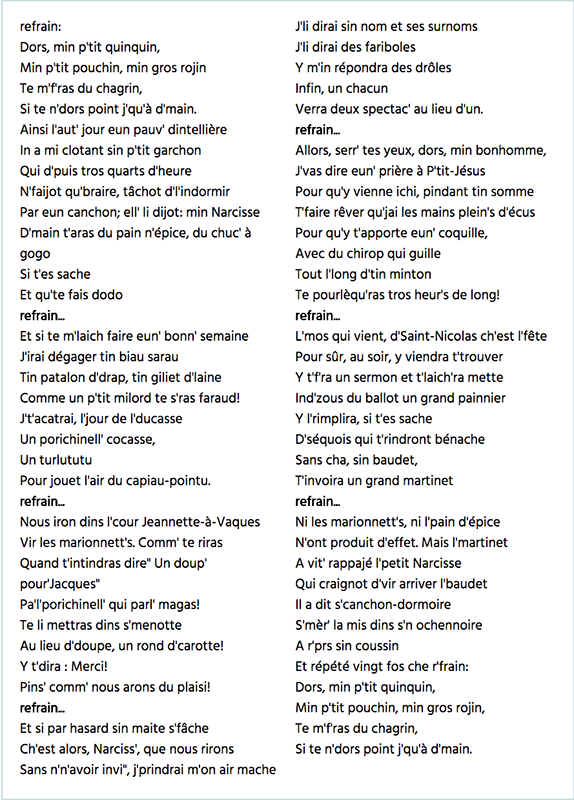 refrain:
Dors, min p'tit quinquin,
Min p'tit pouchin, min gros rojin
Te m'f'ras du chagrin,
Si te n'dors point j'qu'à d'main.
Ainsi l'aut' jour eun pauv' dintellière
In a mi clotant sin p'tit garchon
Qui d'puis tros quarts d'heure
N'faijot qu'braire, tâchot d'l'indormir
Par eun canchon; ell' li dijot: min Narcisse
D'main t'aras du pain n'épice, du chuc' à
gogo
Si t'es sache
Et qu'te fais dodo
refrain...
Et si te m'laich faire eun' bonn' semaine
J'irai dégager tin biau sarau
Tin patalon d'drap, tin giliet d'laine
Comme un p'tit milord te s'ras faraud!
J't'acatrai, l'jour de l'ducasse
Un porichinell' cocasse,
Un turlututu
Pour jouet l'air du capiau-pointu.
refrain...
Nous iron dins l'cour Jeannette-à-Vaques
Vir les marionnett's. Comm' te riras
Quand t'intindras dire" Un doup'
pour'Jacques"
Pa'l'porichinell' qui parl' magas!
Te li mettras dins s'menotte
Au lieu d'doupe, un rond d'carotte!
Y t'dira : Merci!
Pins' comm' nous arons du plaisi!
refrain...
Et si par hasard sin maite s'fâche
Ch'est alors, Narciss', que nous rirons
Sans n'n'avoir invi", j'prindrai m'on air mache
J'li dirai sin nom et ses surnoms
J'li dirai des fariboles
Y m'in répondra des drôles
Infin, un chacun
Verra deux spectac' au lieu d'un.
refrain...
Allors, serr' tes yeux, dors, min bonhomme,
J'vas dire eun' prière à P'tit-Jésus
Pour qu'y vienne ichi, pindant tin somme
T'faire rêver qu'jai les mains plein's d'écus
Pour qu'y t'apporte eun' coquille,
Avec du chirop qui guille
Tout l'long d'tin minton
Te pourlèqu'ras tros heur's de long!
refrain...
L'mos qui vient, d'Saint-Nicolas ch'est l'fête
Pour sûr, au soir, y viendra t'trouver
Y t'f'ra un sermon et t'laich'ra mette
Ind'zous du ballot un grand painnier
Y l'rimplira, si t'es sache
D'séquois qui t'rindront bénache
Sans cha, sin baudet,
T'invoira un grand martinet
refrain...
Ni les marionnett's, ni l'pain d'épice
N'ont produit d'effet. Mais l'martinet
A vit' rappajé l'petit Narcisse
Qui craignot d'vir arriver l'baudet
Il a dit s'canchon-dormoire
S'mèr' la mis dins s'n ochennoire
A r'prs sin coussin
Et répété vingt fos che r'frain:
Dors, min p'tit quinquin,
Min p'tit pouchin, min gros rojin,
Te m'f'ras du chagrin,
Si te n'dors point j'qu'à d'main.